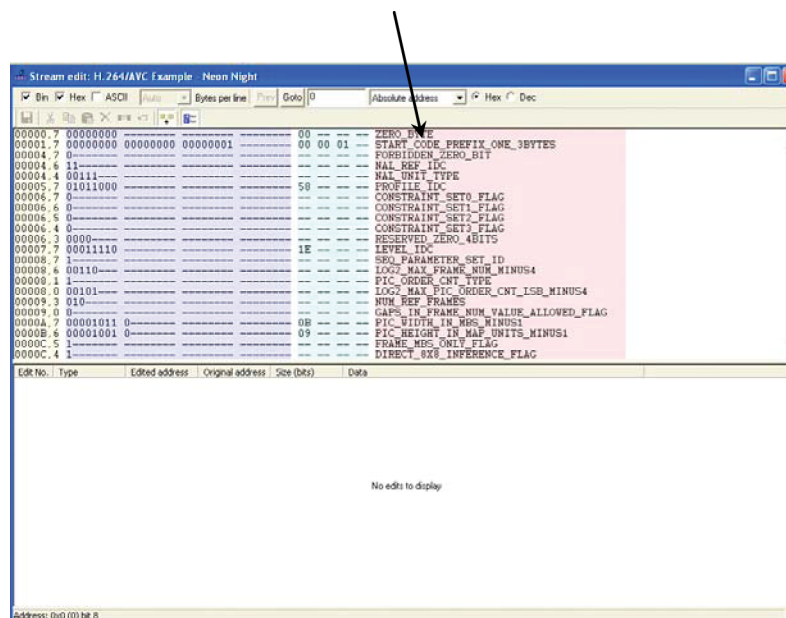 Stream edit: H.264/AVC Example - Neon Night
Bin Hex ASCII Auto Bytes per line Prev Goto 0 Absolute address Hex Dec
00000.7 00000000 -------- -------- -------- 00 -- -- -- ZERO_BYTE
00001.7 00000000 00000000 00000001 -------- 00 00 01 -- START_CODE_PREFIX_ONE_3BYTES
00004.7 0------- -------- -------- -------- -- -- -- -- FORBIDDEN_ZERO_BIT
00004.6 11------ -------- -------- -------- -- -- -- -- NAL_REF_IDC
00004.4 00111--- -------- -------- -------- -- -- -- -- NAL_UNIT_TYPE
00005.7 01011000 -------- -------- -------- 58 -- -- -- PROFILE_IDC
00006.7 0------- -------- -------- -------- -- -- -- -- CONSTRAINT_SET0_FLAG
00006.6 0------- -------- -------- -------- -- -- -- -- CONSTRAINT_SET1_FLAG
00006.5 0------- -------- -------- -------- -- -- -- -- CONSTRAINT_SET2_FLAG
00006.4 0------- -------- -------- -------- -- -- -- -- CONSTRAINT_SET3_FLAG
00006.3 0000---- -------- -------- -------- -- -- -- -- RESERVED_ZERO_4BITS
00007.7 00011110 -------- -------- -------- 1E -- -- -- LEVEL_IDC
00008.7 1------- -------- -------- -------- -- -- -- -- SEQ_PARAMETER_SET_ID
00008.6 00110--- -------- -------- -------- -- -- -- -- LOG2_MAX_FRAME_NUM_MINUS4
00008.1 1------- -------- -------- -------- -- -- -- -- PIC_ORDER_CNT_TYPE
00008.0 00101--- -------- -------- -------- -- -- -- -- LOG2_MAX_PIC_ORDER_CNT_LSB_MINUS4
00009.3 010----- -------- -------- -------- -- -- -- -- NUM_REF_FRAMES
00009.0 0------- -------- -------- -------- -- -- -- -- GAPS_IN_FRAME_NUM_VALUE_ALLOWED_FLAG
0000A.7 00001011 0------- -------- -------- 0B -- -- -- PIC_WIDTH_IN_MBS_MINUS1
0000B.6 00001001 0------- -------- -------- 09 -- -- -- PIC_HEIGHT_IN_MAP_UNITS_MINUS1
0000C.5 1------- -------- -------- -------- -- -- -- -- FRAME_MBS_ONLY_FLAG
0000C.4 1------- -------- -------- -------- -- -- -- -- DIRECT_8X8_INFERENCE_FLAG
Edit No. Type Edited address Original address Size (bits) Data
No edits to display
Address: 0x0 (0) bit 8